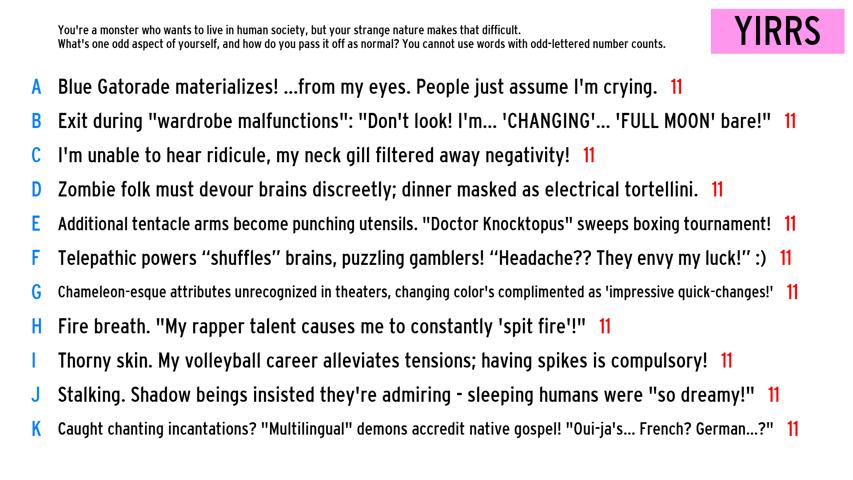 You're a monster who wants to live in human society, but your strange nature makes that difficult.
What's one odd aspect of yourself, and how do you pass it off as normal? You cannot use words with odd-lettered number counts.
YIRRS
A Blue Gatorade materializes! ...from my eyes. People just assume I'm crying. 11
B Exit during "wardrobe malfunctions": "Don't look! I'm... 'CHANGING'... 'FULL MOON' bare!" 11
C I'm unable to hear ridicule, my neck gill filtered away negativity! 11
D Zombie folk must devour brains discreetly; dinner masked as electrical tortellini. 11
E Additional tentacle arms become punching utensils. "Doctor Knocktopus" sweeps boxing tournament! 11
F Telepathic powers “shuffles” brains, puzzling gamblers! “Headache?? They envy my luck!” :) 11
G Chameleon-esque attributes unrecognized in theaters, changing color's complimented as 'impressive quick-changes!' 11
H Fire breath. "My rapper talent causes me to constantly 'spit fire'!" 11
I Thorny skin. My volleyball career alleviates tensions; having spikes is compulsory! 11
J Stalking. Shadow beings insisted they're admiring - sleeping humans were "so dreamy!" 11
K Caught chanting incantations? "Multilingual" demons accredit native gospel! "Oui-ja's... French? German...?" 11